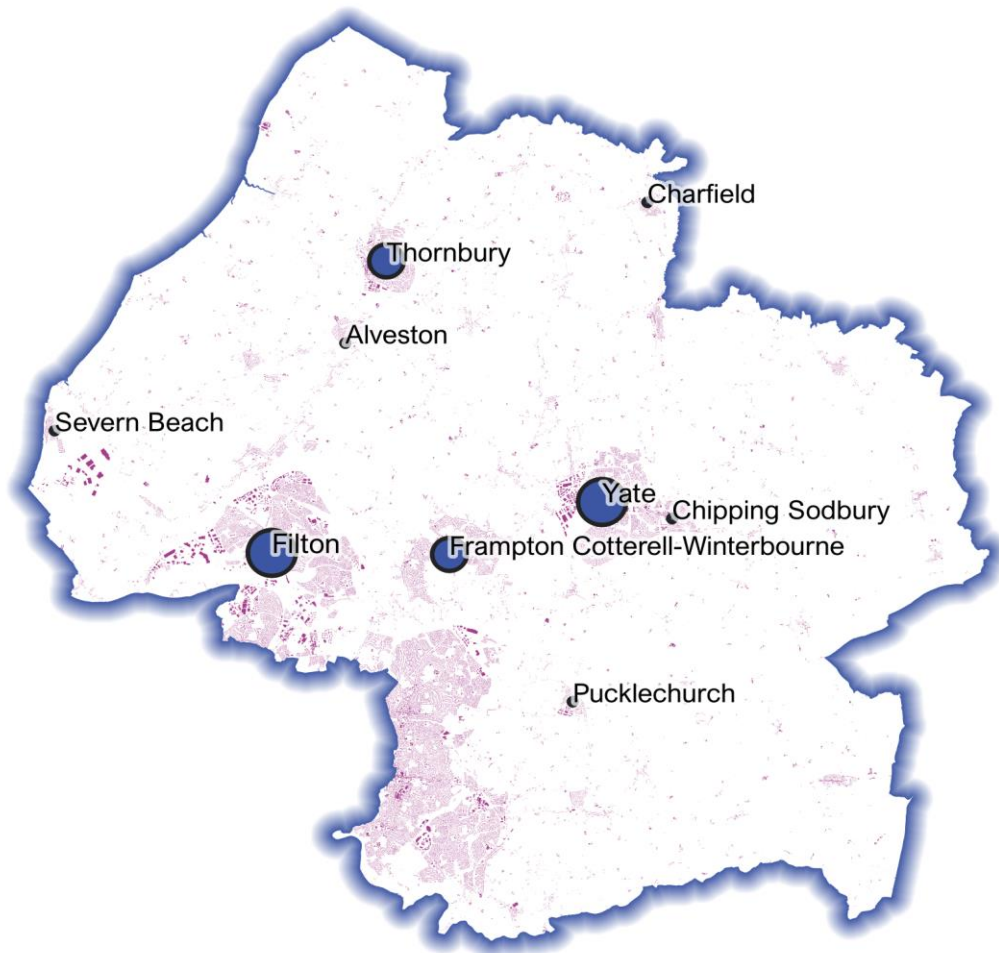 Charfield
Thornbury
Alveston
Severn Beach
Yate
Chipping Sodbury
Filton
Frampton Cotterell-Winterbourne
Pucklechurch